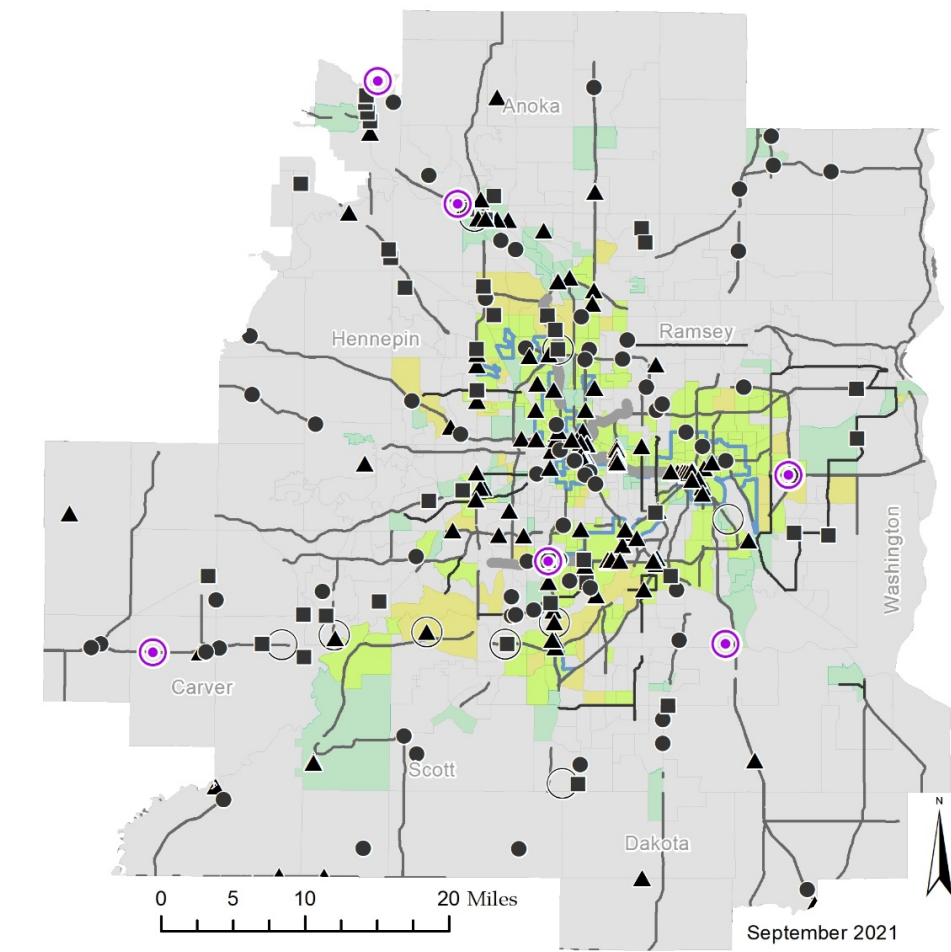 Anoka
Hennepin
Ramsey
Washington
Carver
Scott
Dakota
N
0 5 10 20 Miles
September 2021